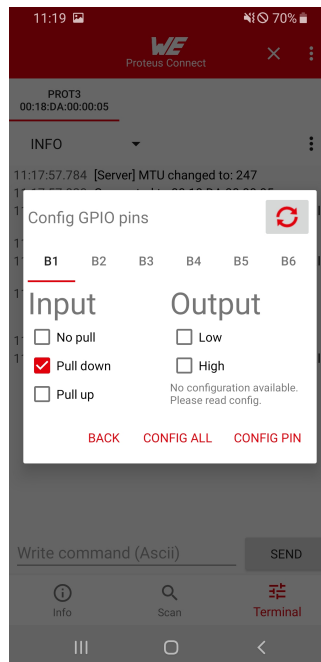 11:19 70%
WE
Proteus Connect
PROT3
00:18:DA:00:00:05
INFO
11:17:57.784 [Server] MTU changed to: 247
Config GPIO pins
B1 B2 B3 B4 B5 B6
Input Output
No pull Low
Pull down High
Pull up No configuration available.
Please read config.
BACK CONFIG ALL CONFIG PIN
Write command (Ascii) SEND
Info Scan Terminal